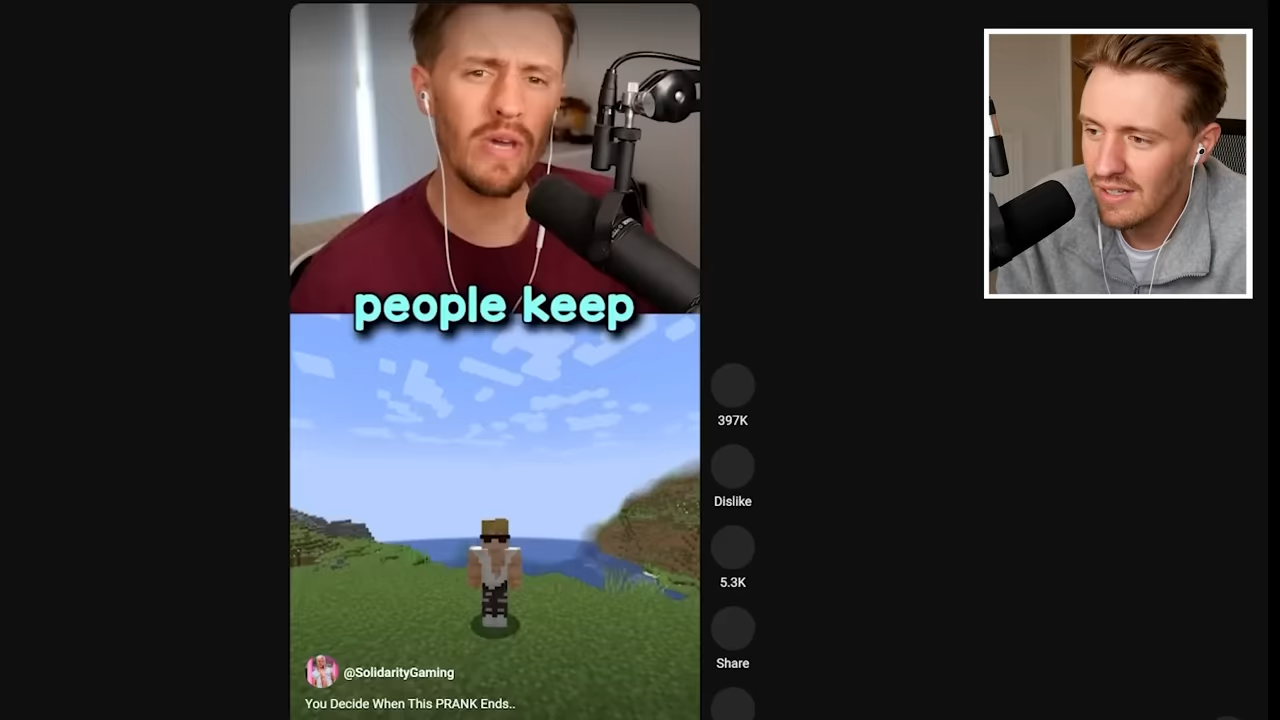 people keep
397K
Dislike
5.3K
Share
@SolidarityGaming
You Decide When This PRANK Ends..